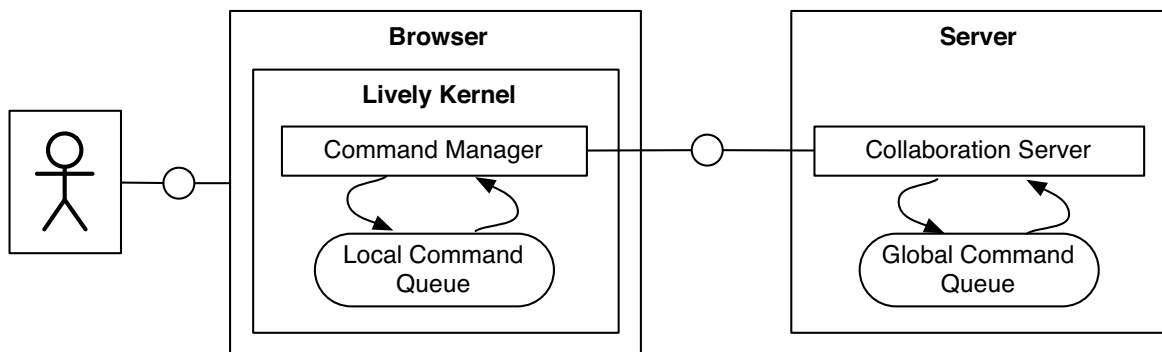 Browser
Lively Kernel
Command Manager
Local Command
Queue
Server
Collaboration Server
Global Command
Queue